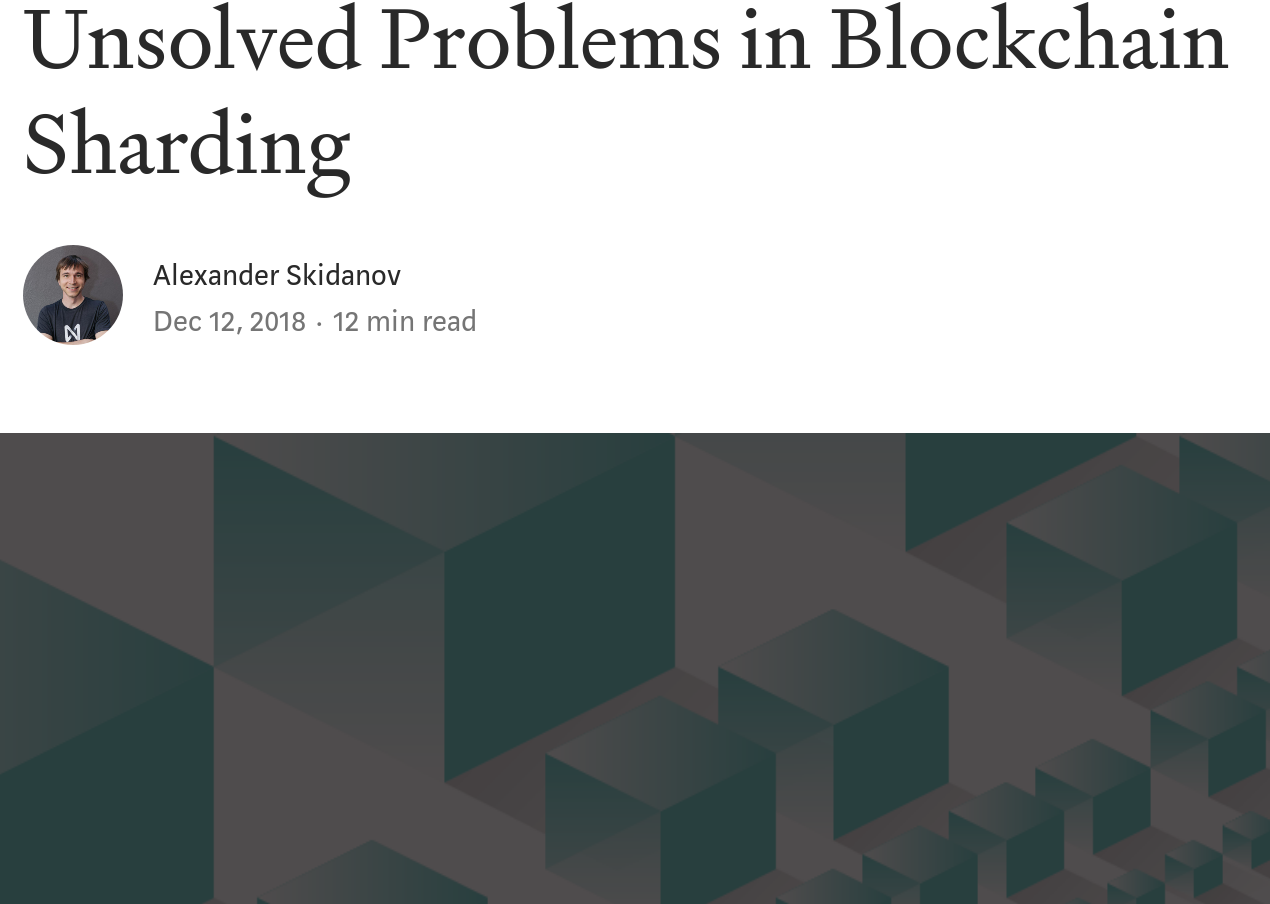 Unsolved Problems in Blockchain
Sharding
Alexander Skidanov
Dec 12, 2018 · 12 min read